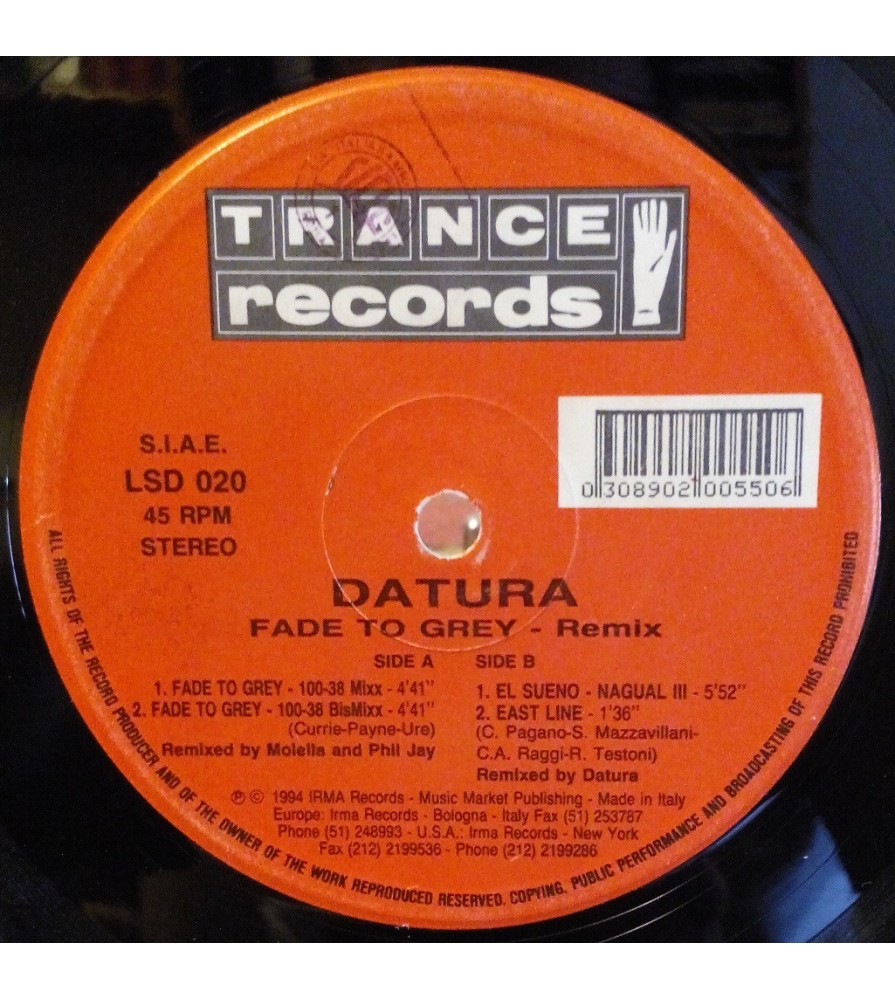 TRANCE
records
S.I.A.E.
LSD 020
45 RPM
STEREO
0 308902 005506
DATURA
FADE TO GREY - Remix
SIDE A
1. FADE TO GREY - 100-38 Mixx - 4'41"
2. FADE TO GREY - 100-38 BisMixx - 4'41"
(Currie-Payne-Ure)
Remixed by Molella and Phil Jay
SIDE B
1. EL SUENO - NAGUAL III - 5'52"
2. EAST LINE - 1'36"
(C. Pagano-S. Mazzavillani-
C.A. Raggi-R. Testoni)
Remixed by Datura
℗ © 1994 IRMA Records - Music Market Publishing - Made in Italy
Europe: Irma Records - Bologna - Italy Fax (51) 253787
Phone (51) 248993 - U.S.A.: Irma Records - New York
Fax (212) 2199536 - Phone (212) 2199286
ALL RIGHTS OF THE RECORD PRODUCER AND OF THE OWNER OF THE WORK REPRODUCED RESERVED. COPYING. PUBLIC PERFORMANCE AND BROADCASTING OF THIS RECORD PROHIBITED